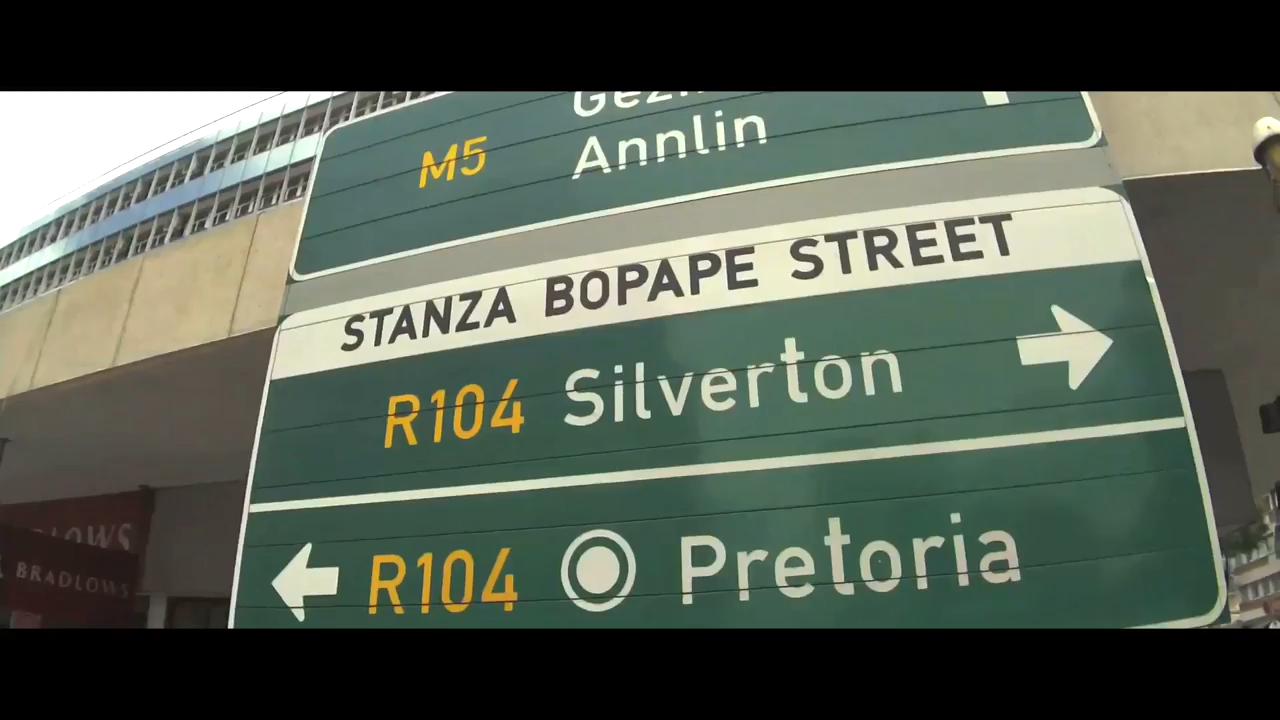 M5 Annlin
STANZA BOPAPE STREET
R104 Silverton
R104 Pretoria
BRADLOWS